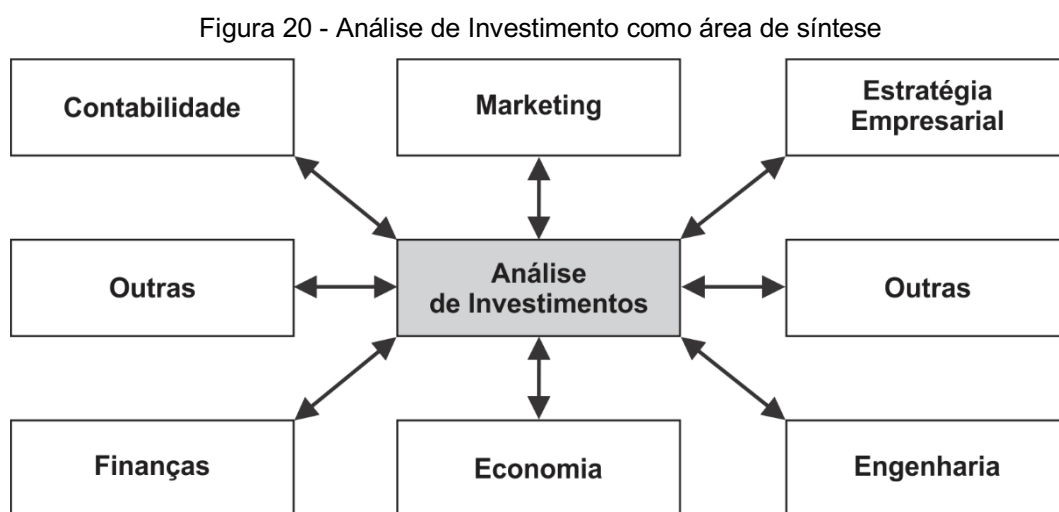 Figura 20 - Análise de Investimento como área de síntese
Contabilidade
Marketing
Estratégia
Empresarial
Outras
Análise
de Investimentos
Outras
Finanças
Economia
Engenharia